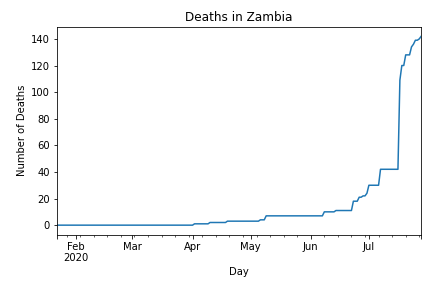 Deaths in Zambia
Number of Deaths
140
120
100
80
60
40
20
0
Feb
2020
Mar
Apr
May
Jun
Jul
Day